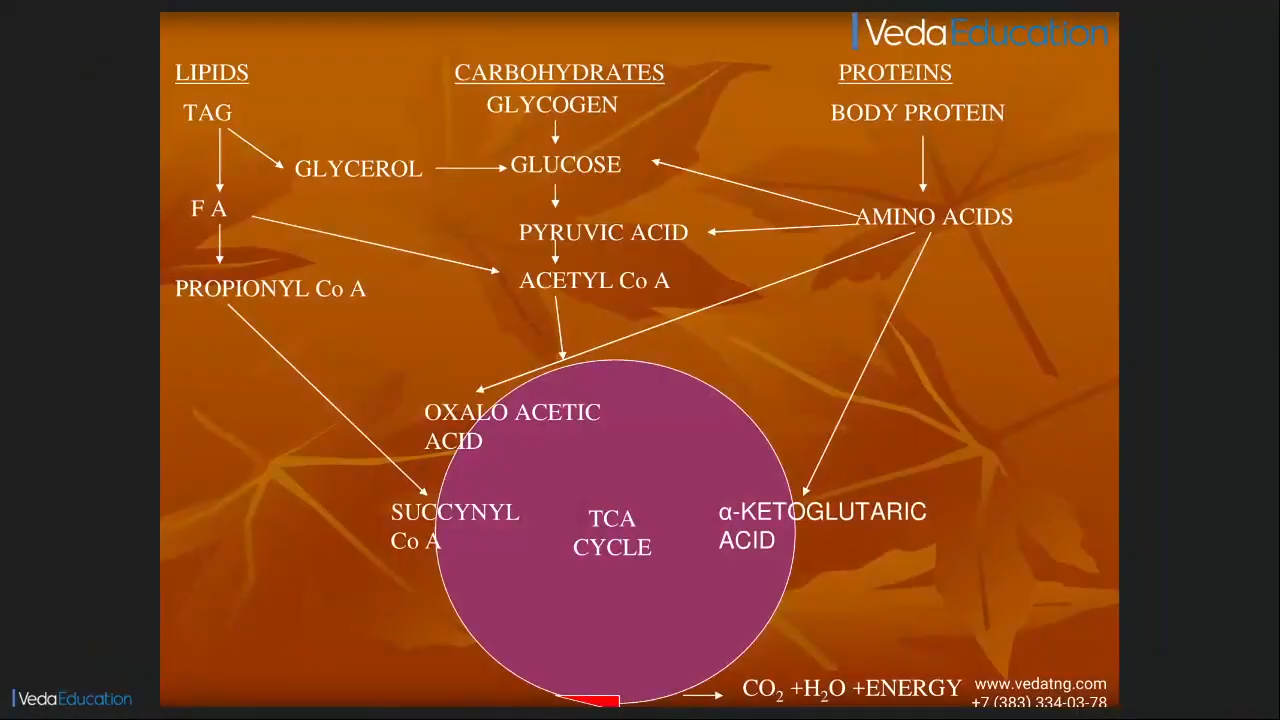 VedaEducation
LIPIDS
CARBOHYDRATES
PROTEINS
TAG
GLYCOGEN
BODY PROTEIN
GLYCEROL
GLUCOSE
F A
AMINO ACIDS
PYRUVIC ACID
PROPIONYL Co A
ACETYL Co A
OXALO ACETIC
ACID
SUCCYNYL
Co A
TCA
CYCLE
α-KETOGLUTARIC
ACID
CO₂ +H₂O +ENERGY
www.vedatng.com
+7 (383) 334-03-78
VedaEducation